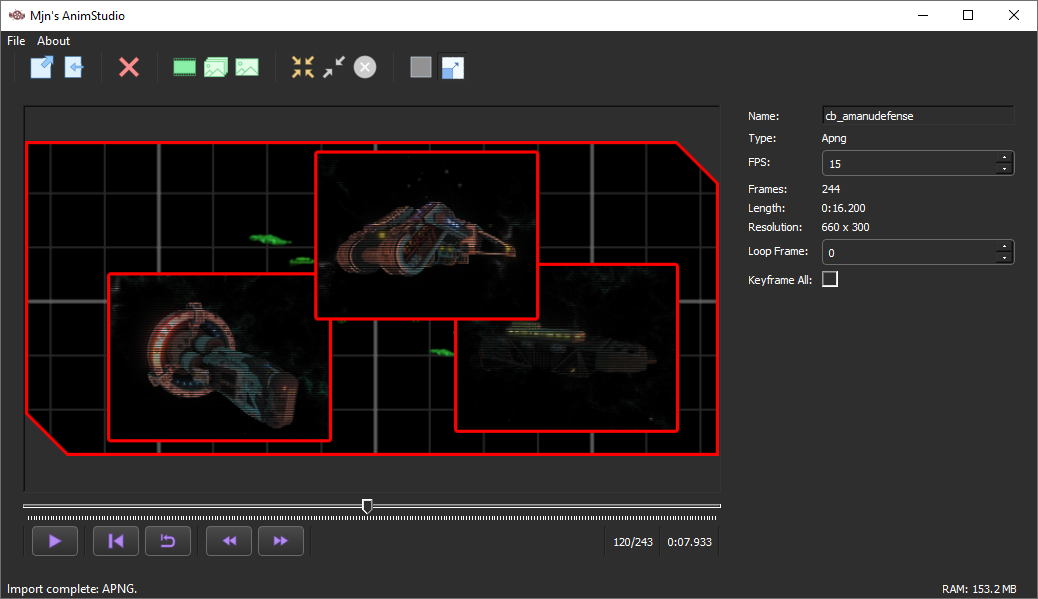 Mjn's AnimStudio
File About
Name: cb_amanudefense
Type: Apng
FPS: 15
Frames: 244
Length: 0:16.200
Resolution: 660 x 300
Loop Frame: 0
Keyframe All:
120/243 0:07.933
Import complete: APNG. RAM: 153.2 MB